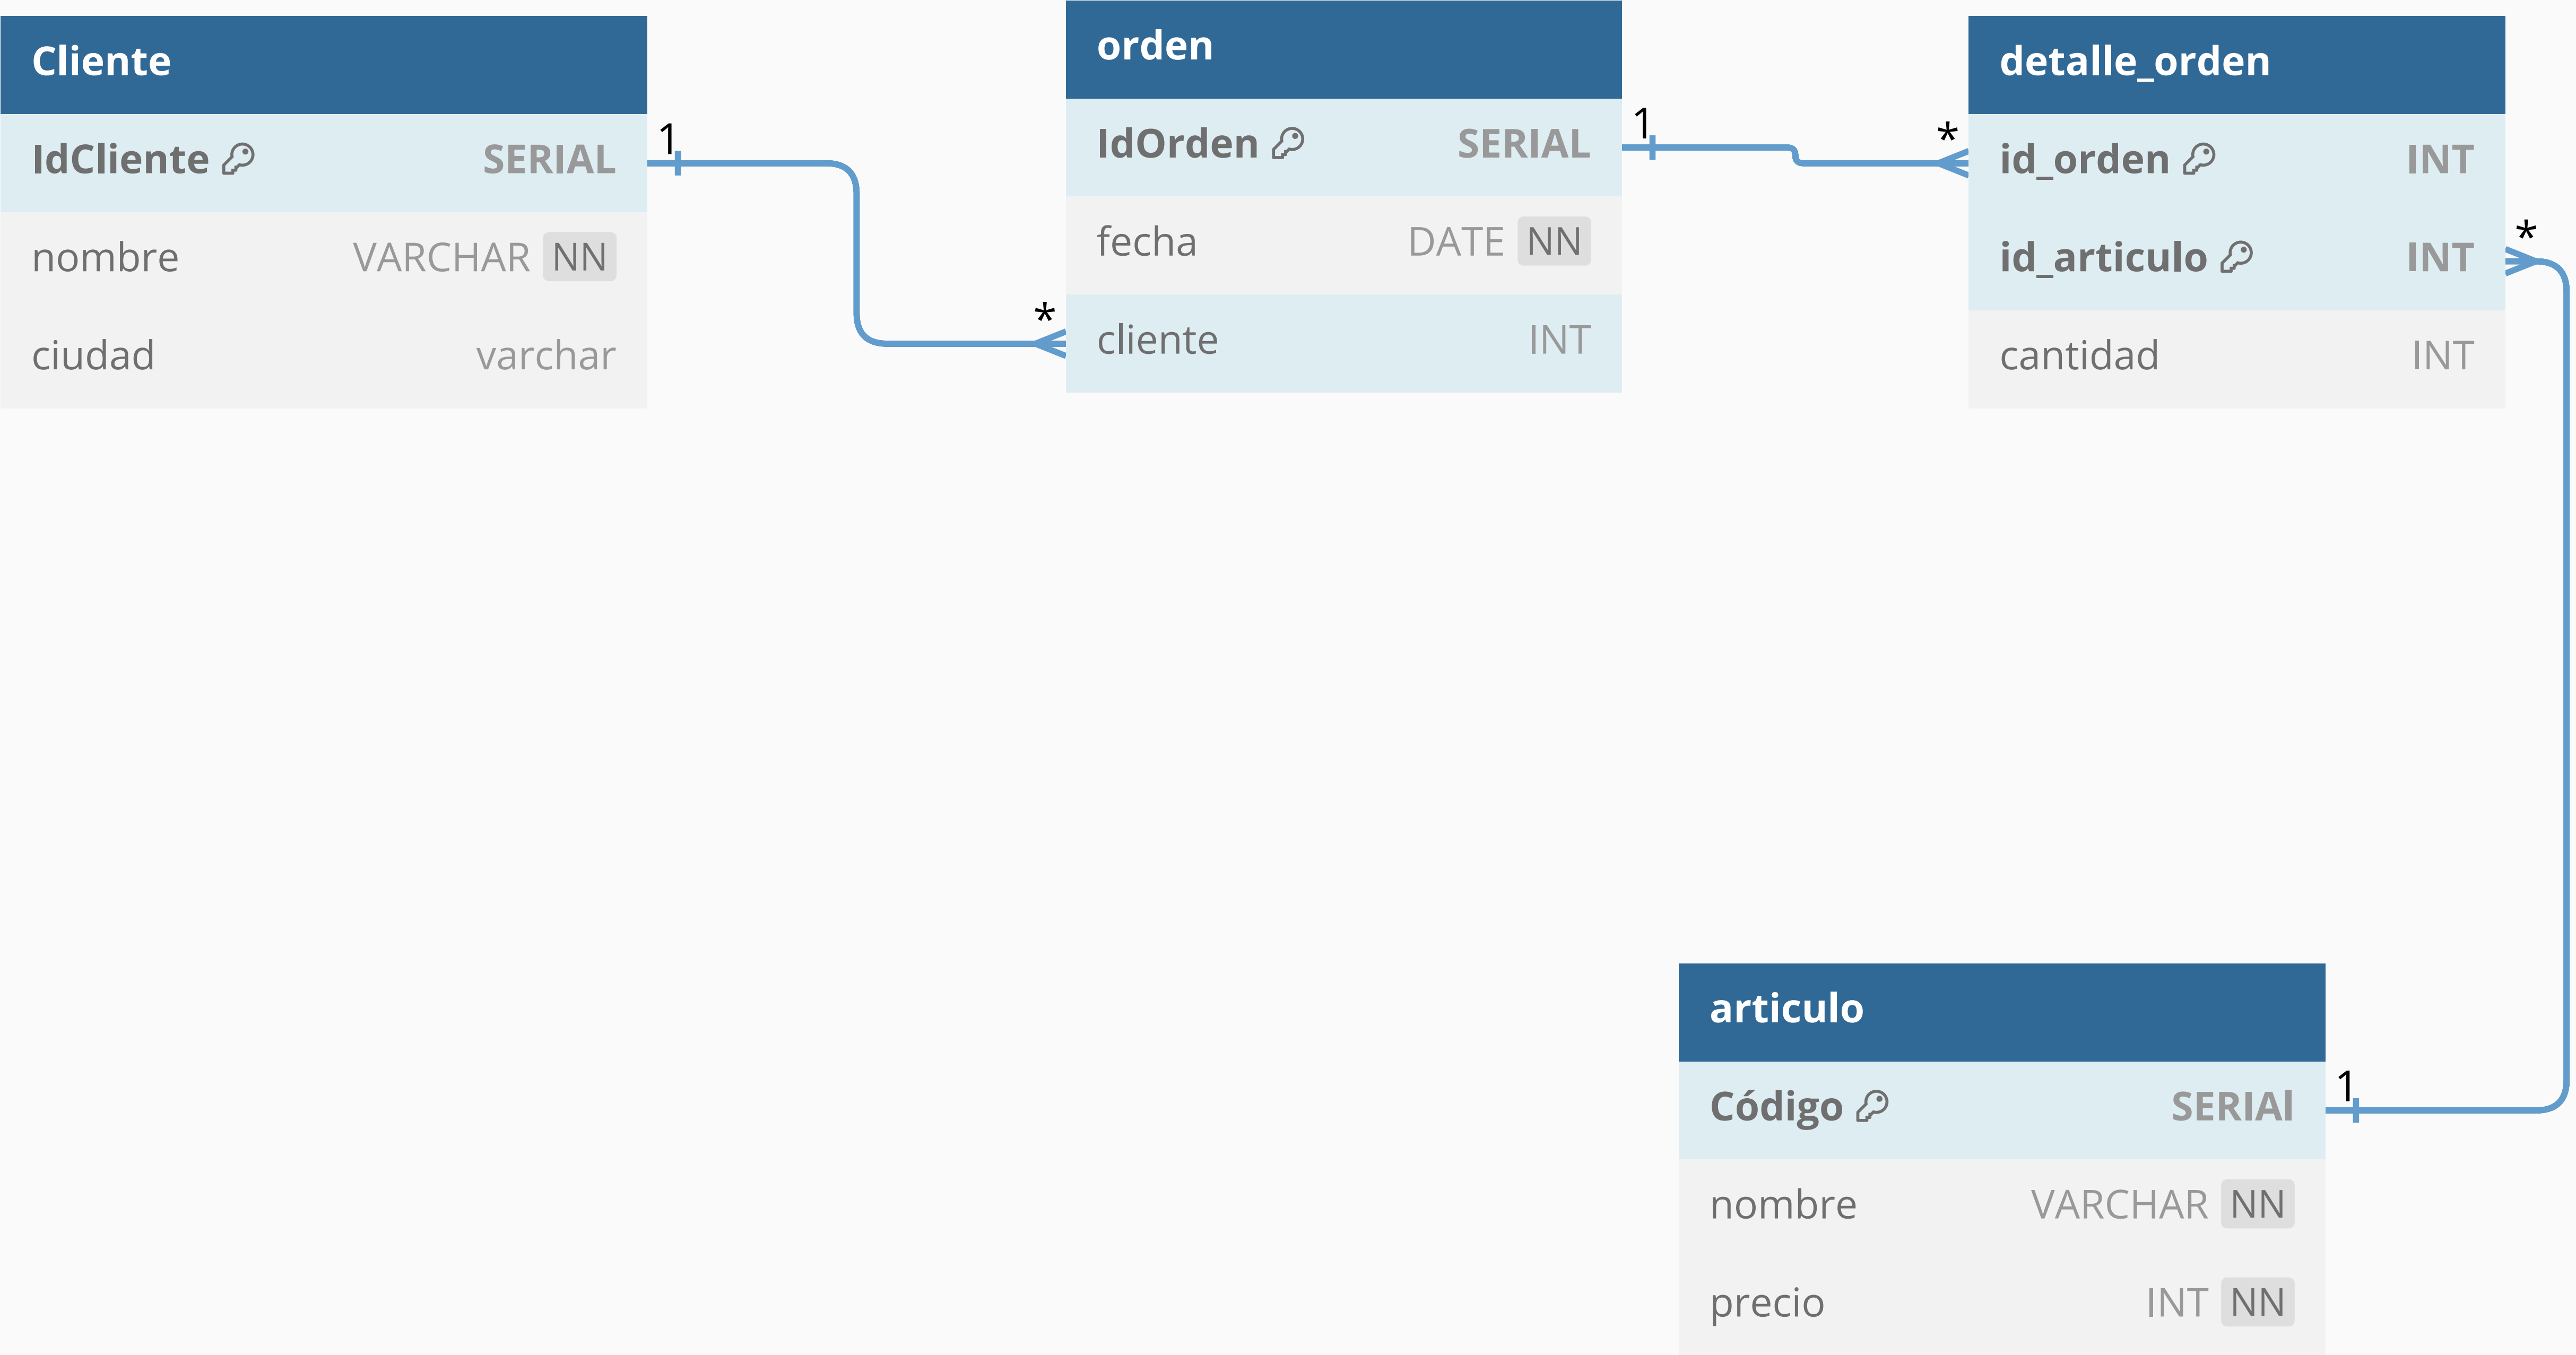 Cliente
IdCliente SERIAL
nombre VARCHAR NN
ciudad varchar
1
*
orden
IdOrden SERIAL
fecha DATE NN
cliente INT
1
*
detalle_orden
id_orden INT
id_articulo INT
cantidad INT
*
articulo
Código SERIAl
nombre VARCHAR NN
precio INT NN
1